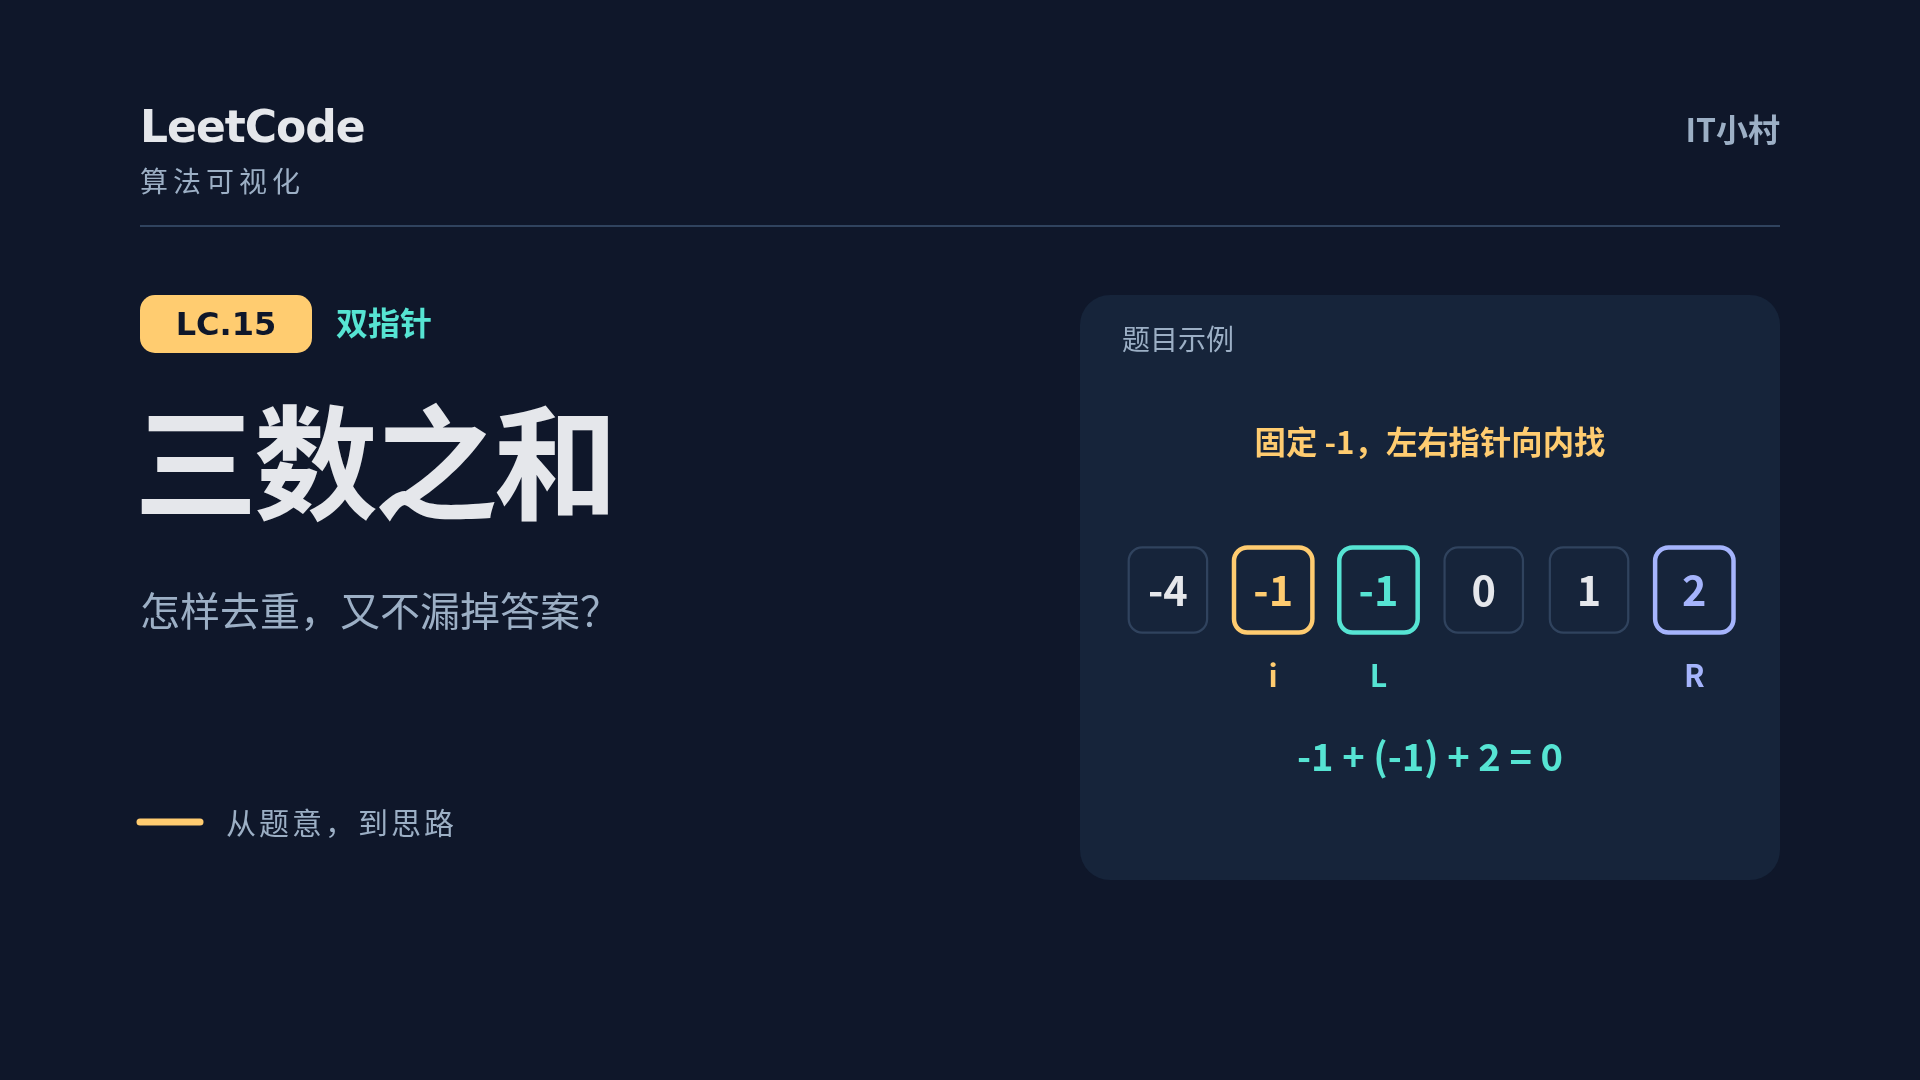 LeetCode
算法可视化
IT小村
LC.15
双指针
三数之和
怎样去重，又不漏掉答案？
从题意，到思路
题目示例
固定 -1，左右指针向内找
-4 -1 -1 0 1 2
i L R
-1 + (-1) + 2 = 0